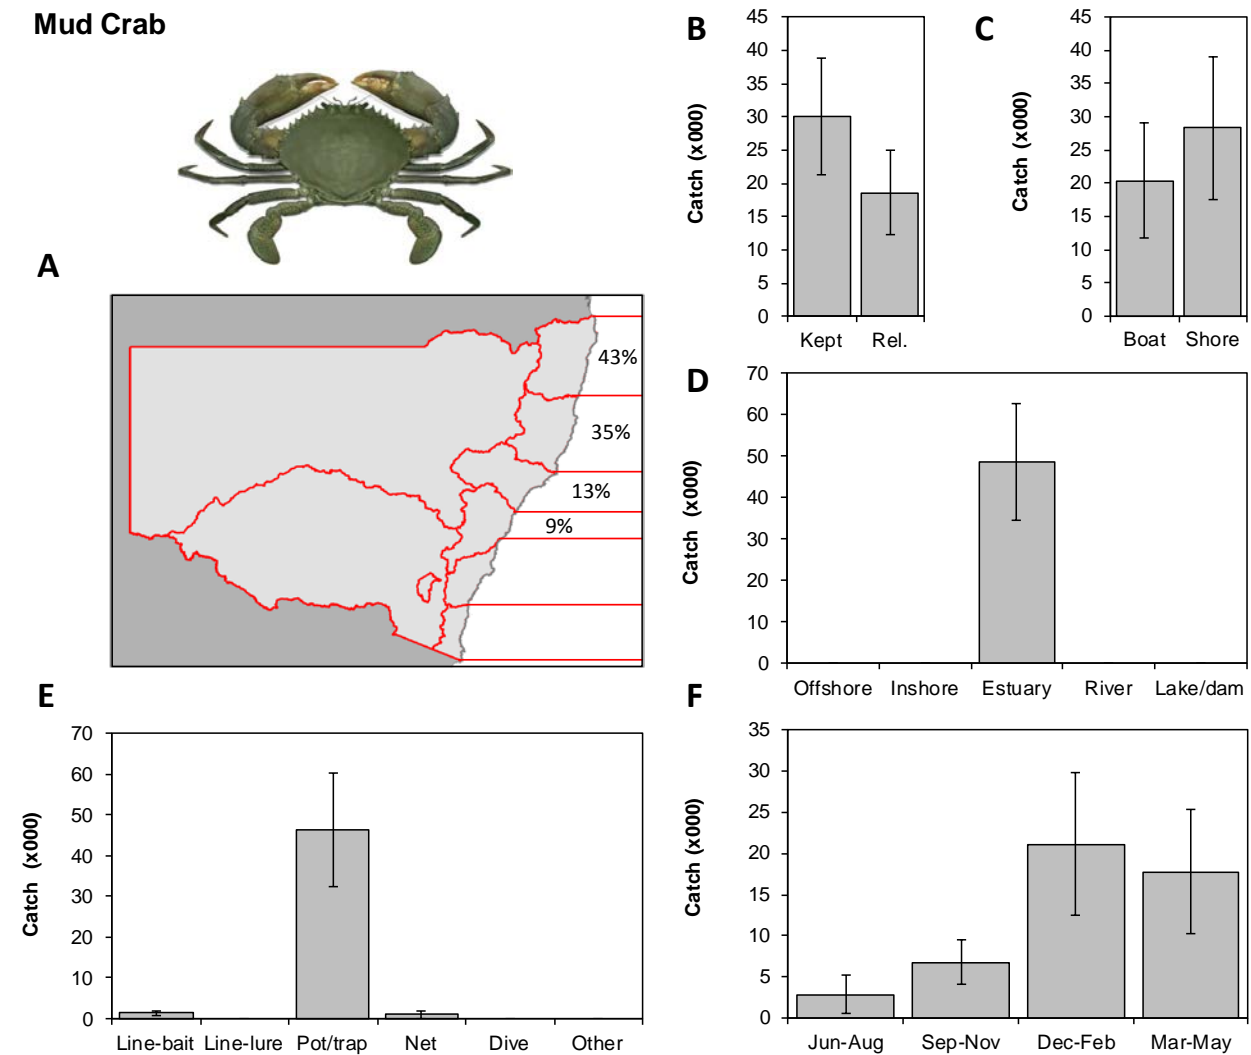 Mud Crab
A
43%
35%
13%
9%
B
Catch (x000)
45
40
35
30
25
20
15
10
5
0
Kept Rel.
C
Catch (x000)
45
40
35
30
25
20
15
10
5
0
Boat Shore
D
Catch (x000)
70
60
50
40
30
20
10
0
Offshore Inshore Estuary River Lake/dam
E
Catch (x000)
70
60
50
40
30
20
10
0
Line-bait Line-lure Pot/trap Net Dive Other
F
Catch (x000)
35
30
25
20
15
10
5
0
Jun-Aug Sep-Nov Dec-Feb Mar-May